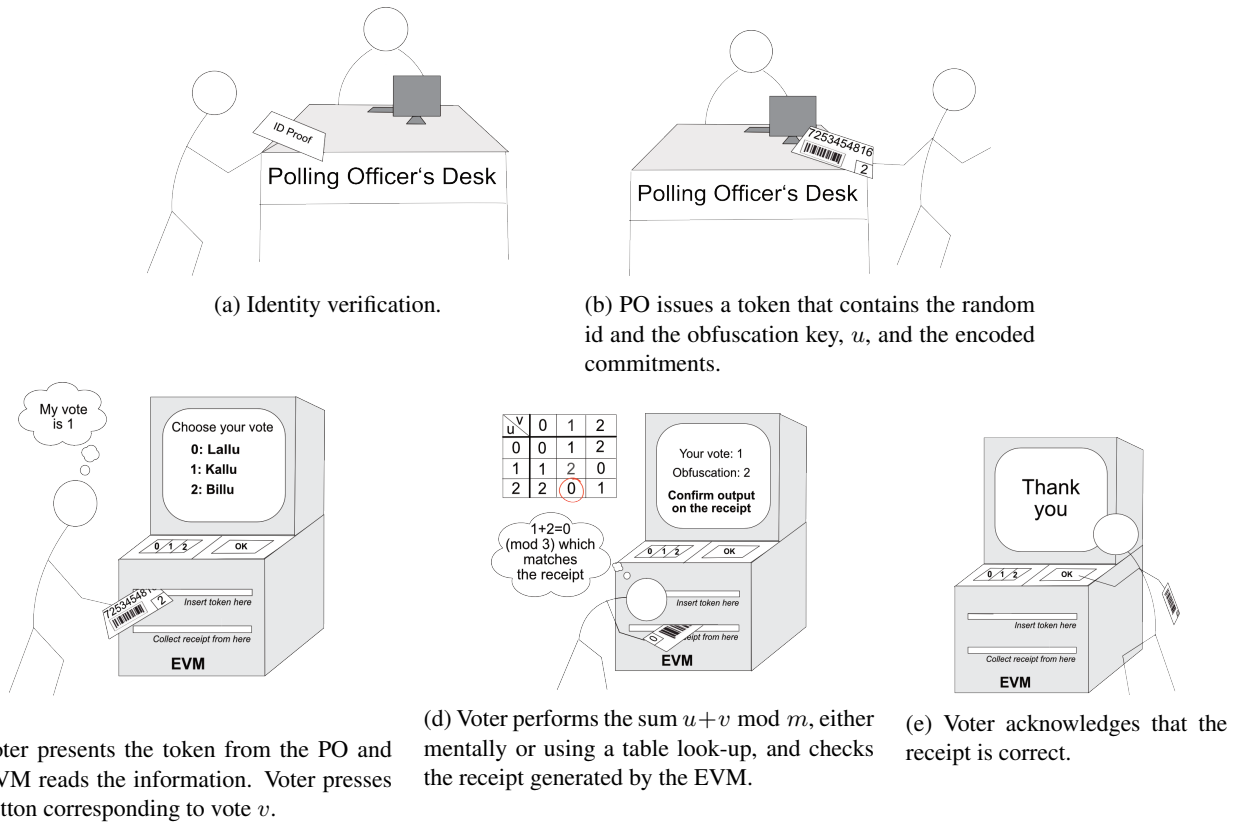 ID Proof
Polling Officer's Desk
(a) Identity verification.
7253454816
2
Polling Officer's Desk
(b) PO issues a token that contains the random
id and the obfuscation key, u, and the encoded
commitments.
My vote
is 1
Choose your vote
0: Lallu
1: Kallu
2: Billu
0 1 2
OK
725345481
2
Insert token here
Collect receipt from here
EVM
presents the token from the PO and
reads the information. Voter presses
corresponding to vote v.
v
u 0 1 2
0 0 1 2
1 1 2 0
2 2 0 1
1+2=0
(mod 3) which
matches
the receipt
Your vote: 1
Obfuscation: 2
Confirm output
on the receipt
0 1 2
OK
Insert token here
0
from here
EVM
(d) Voter performs the sum u+v mod m, either
mentally or using a table look-up, and checks
the receipt generated by the EVM.
Thank
you
0 1 2
OK
Insert token here
Collect receipt from here
EVM
(e) Voter acknowledges that the
receipt is correct.